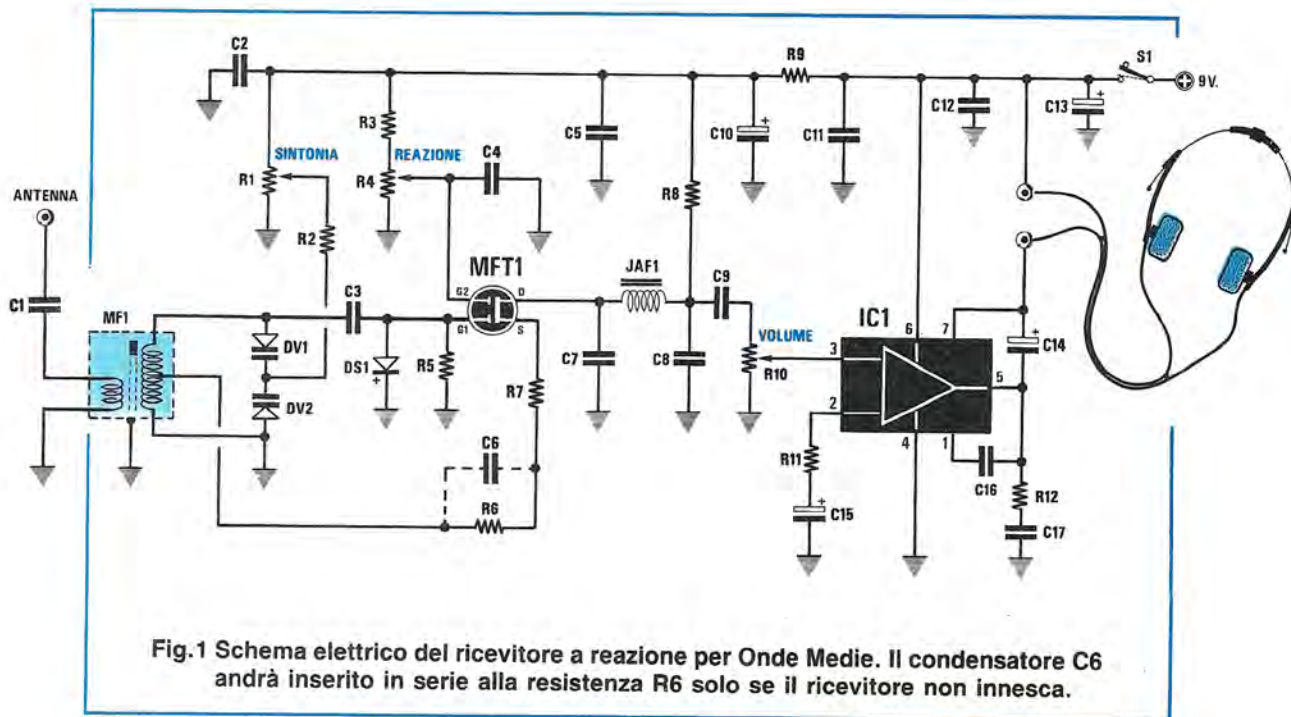 C2
R9
S1
9V.
R3
C5
C10
+
C11
C12
C13
+
SINTONIA
REAZIONE
C4
R1
R4
R8
ANTENNA
R2
MFT1
JAF1
C9
C1
C3
G2
D
G1
S
IC1
MF1
VOLUME
6
7
DV1
3
+
C14
DS1
+
R5
C7
C8
R10
5
R7
DV2
2
4
1
C6
R11
C16
R12
R6
+
C15
C17
Fig.1 Schema elettrico del ricevitore a reazione per Onde Medie. Il condensatore C6
andrà inserito in serie alla resistenza R6 solo se il ricevitore non innesca.